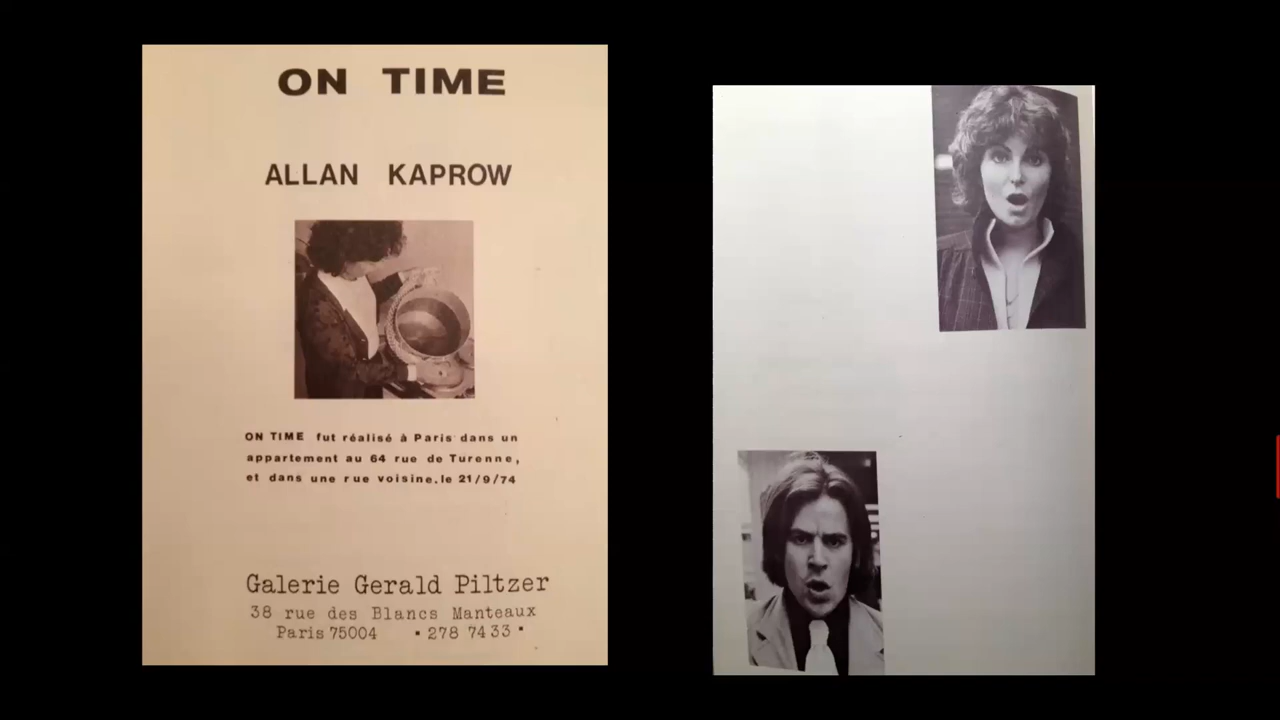 ON TIME
ALLAN KAPROW
ON TIME fut réalisé à Paris dans un
appartement au 64 rue de Turenne,
et dans une rue voisine, le 21/9/74
Galerie Gerald Piltzer
38 rue des Blancs Manteaux
Paris 75004 ▪ 278 74 33 ▪